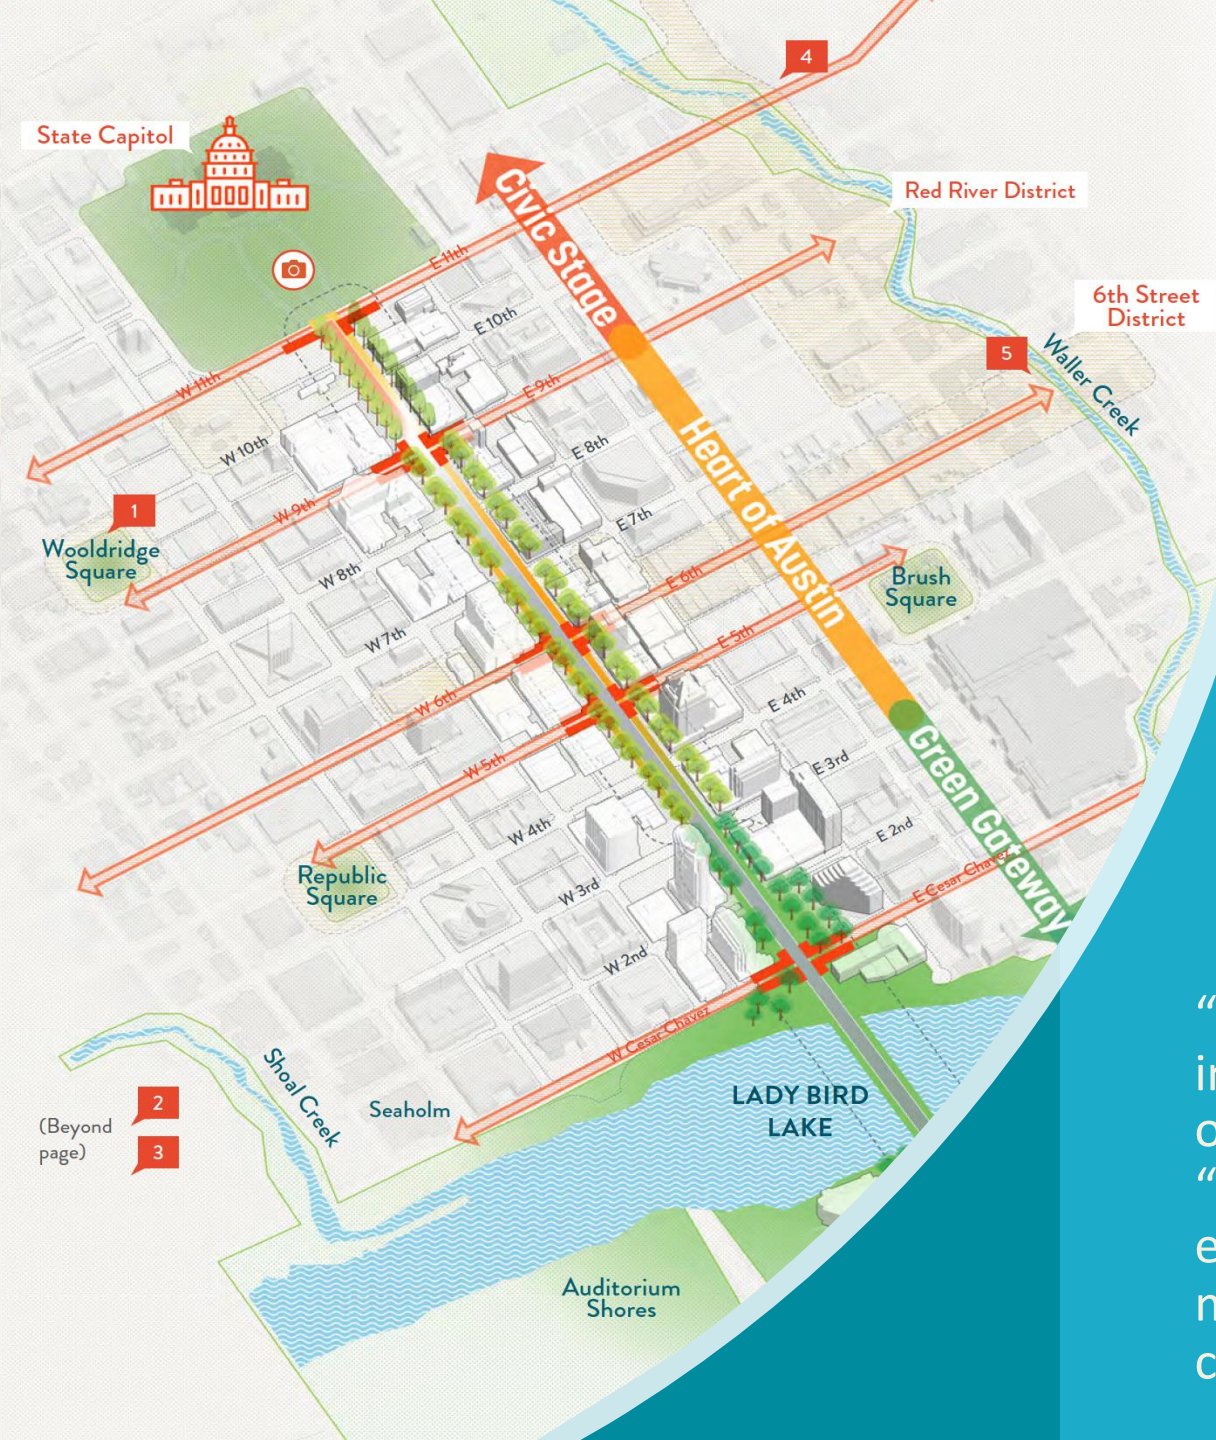 4
State Capitol
Civic Stage
Red River District
E 11th
6th Street
District
E 10th
5
Waller Creek
W 11th
E 9th
W 10th
E 8th
Heart of Austin
1
W 9th
E 7th
Wooldridge
Square
W 8th
E 6th
Brush
Square
W 7th
E 5th
W 6th
E 4th
Green Gateway
W 5th
E 3rd
W 4th
E 2nd
Republic
Square
W 3rd
E Cesar Chavez
W 2nd
W Cesar Chavez
Shoal Creek
Seaholm
LADY BIRD
LAKE
(Beyond
page)
2
3
Auditorium
Shores